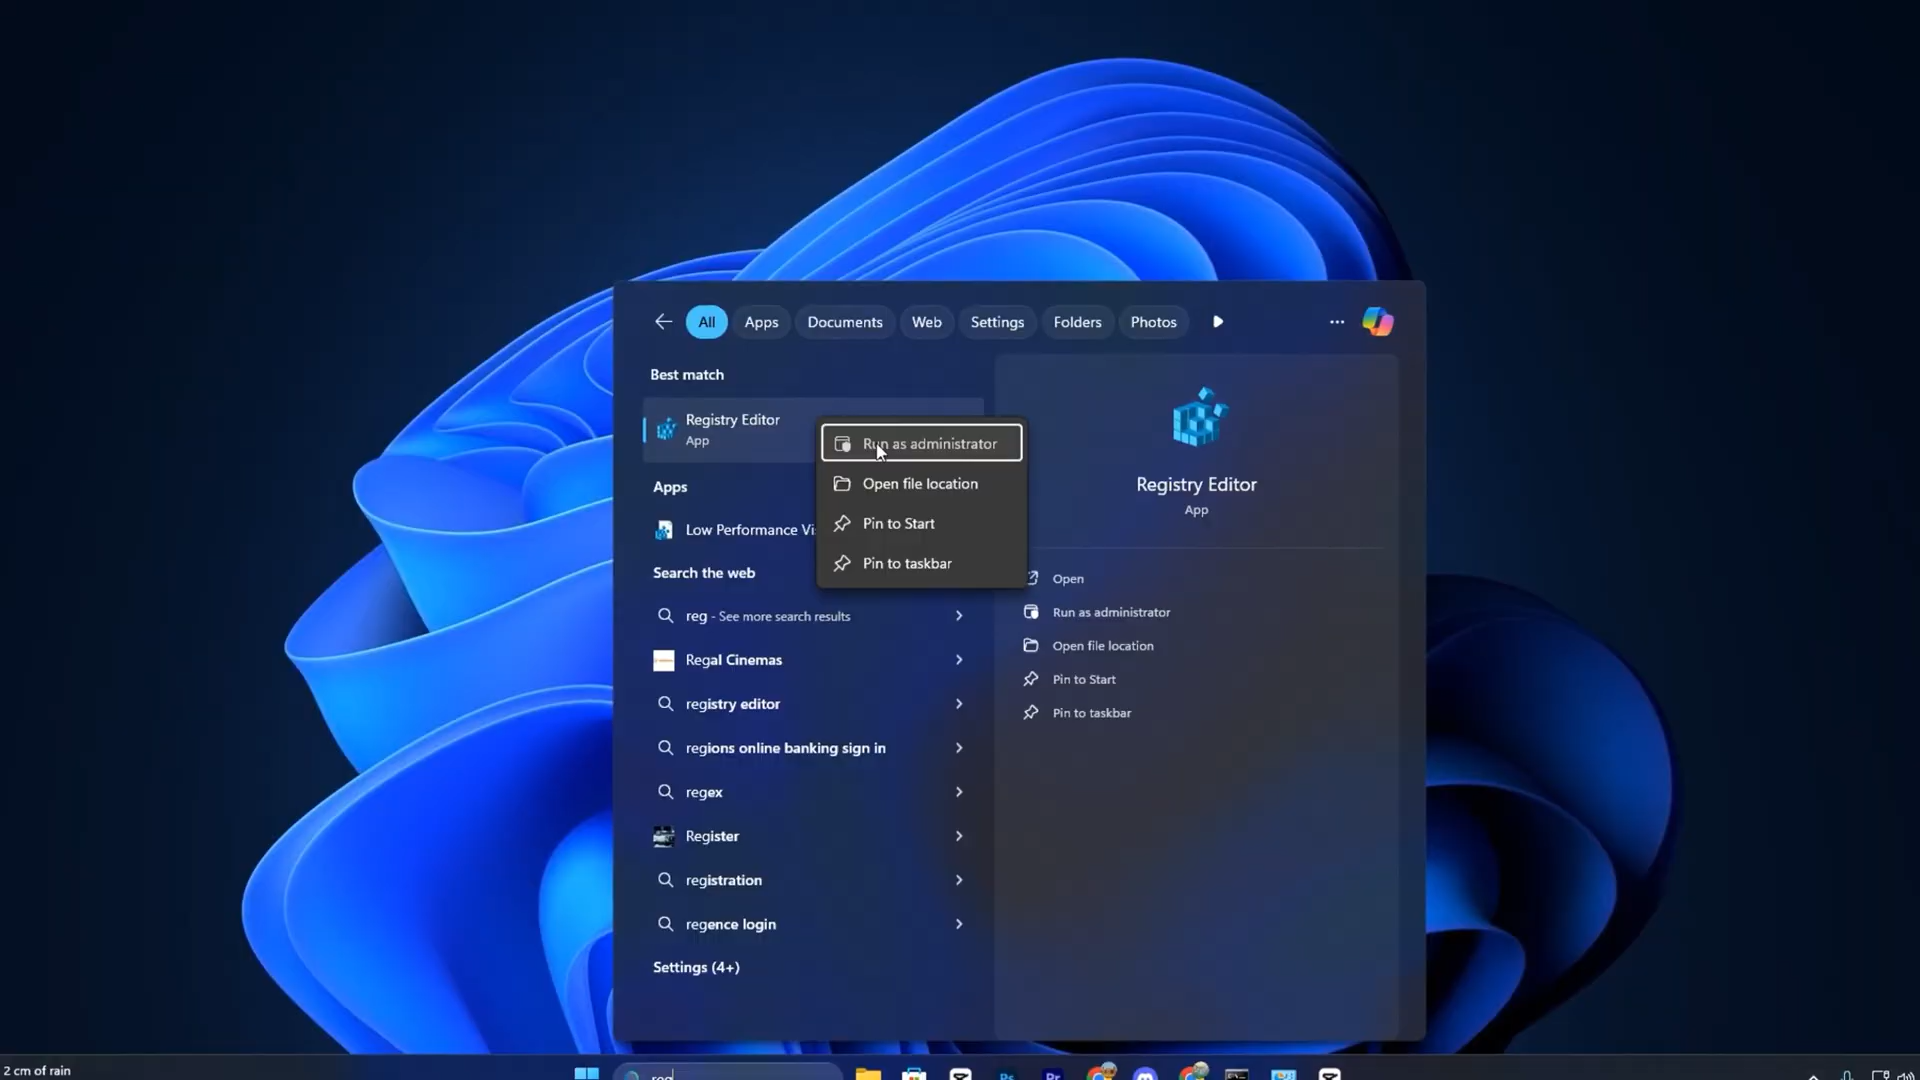 All
Apps
Documents
Web
Settings
Folders
Photos
Best match
Registry Editor
App
Run as administrator
Open file location
Pin to Start
Pin to taskbar
Apps
Low Performance Vi
Search the web
reg - See more search results
Regal Cinemas
registry editor
regions online banking sign in
regex
Register
registration
regence login
Settings (4+)
Registry Editor
App
Open
Run as administrator
Open file location
Pin to Start
Pin to taskbar
2 cm of rain
reg
Ps
Pr